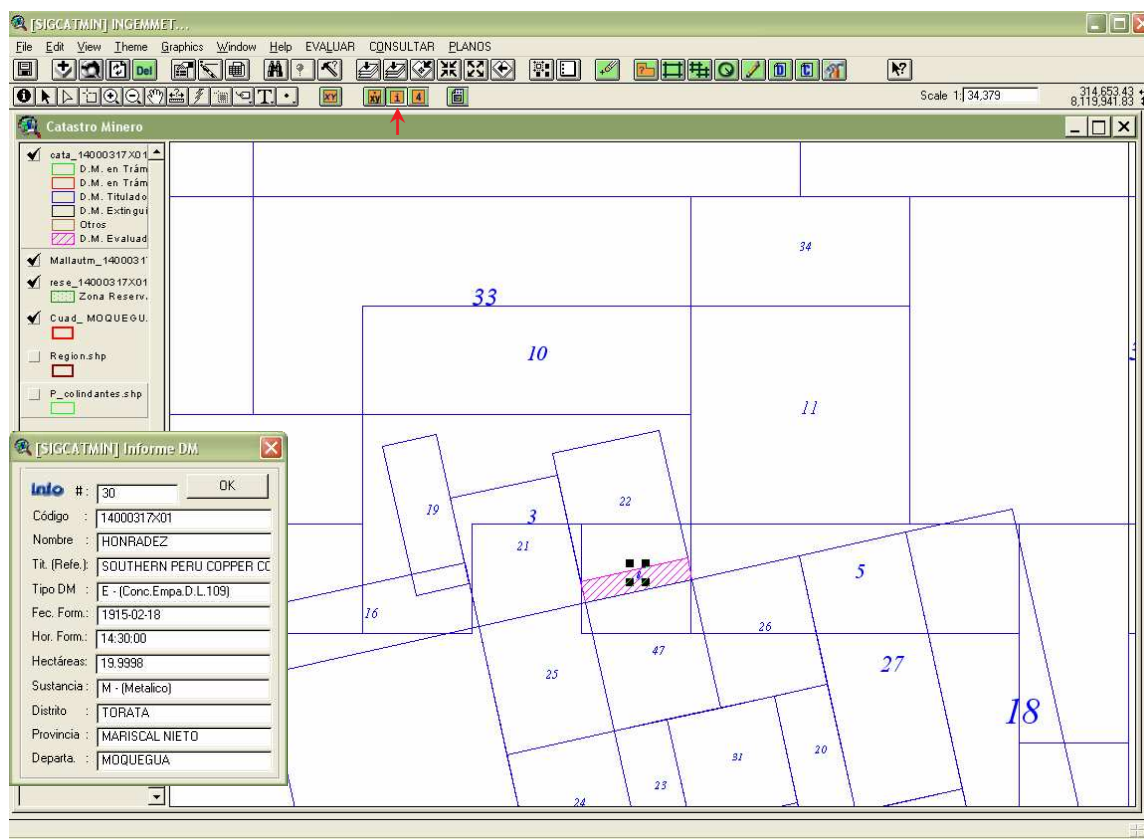 [SIGCATMIN] INGEMMET...
File Edit View Theme Graphics Window Help EVALUAR CONSULTAR PLANOS
Del
XY XY i 4
Scale 1: 34,379
314,653.43
8,119,941.83
Catastro Minero
cata_14000317X01
D.M. en Trám
D.M. en Trám
D.M. Titulado
D.M. Extingui
Otros
D.M. Evaluad
Mallautm_1400031
rese_14000317X01
Zona Reserv.
Cuad_ MOQUEGU.
Region.shp
P_colindantes.shp
34
33
10
11
19
3
22
21
5
16
26
47
27
25
18
31
20
23
24
[SIGCATMIN] Informe DM
Info #: 30 OK
Código : 14000317X01
Nombre : HONRADEZ
Tit. (Refe.): SOUTHERN PERU COPPER CC
Tipo DM : E - (Conc.Empa.D.L.109)
Fec. Form.: 1915-02-18
Hor. Form.: 14:30:00
Hectáreas: 19.9998
Sustancia : M - (Metalico)
Distrito : TORATA
Provincia : MARISCAL NIETO
Departa. : MOQUEGUA